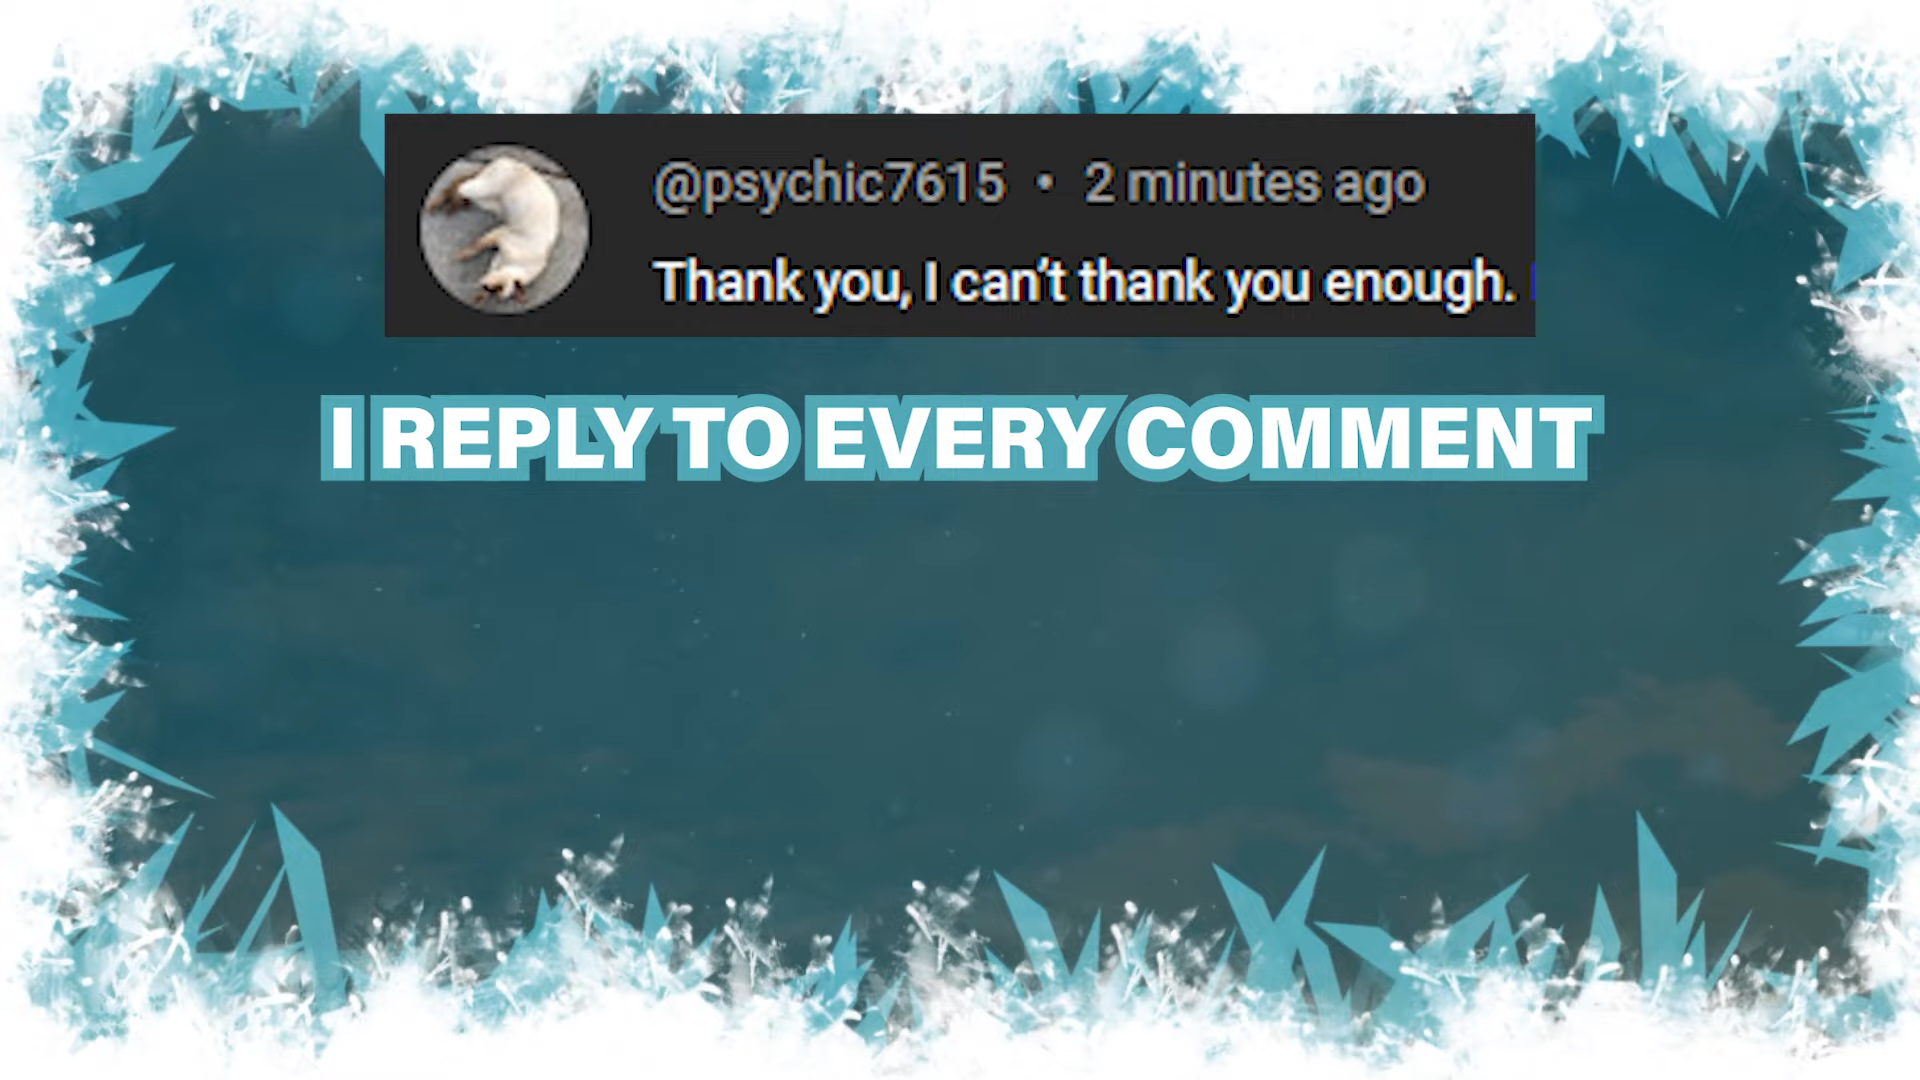 @psychic7615 • 2 minutes ago
Thank you, I can't thank you enough.
I REPLY TO EVERY COMMENT